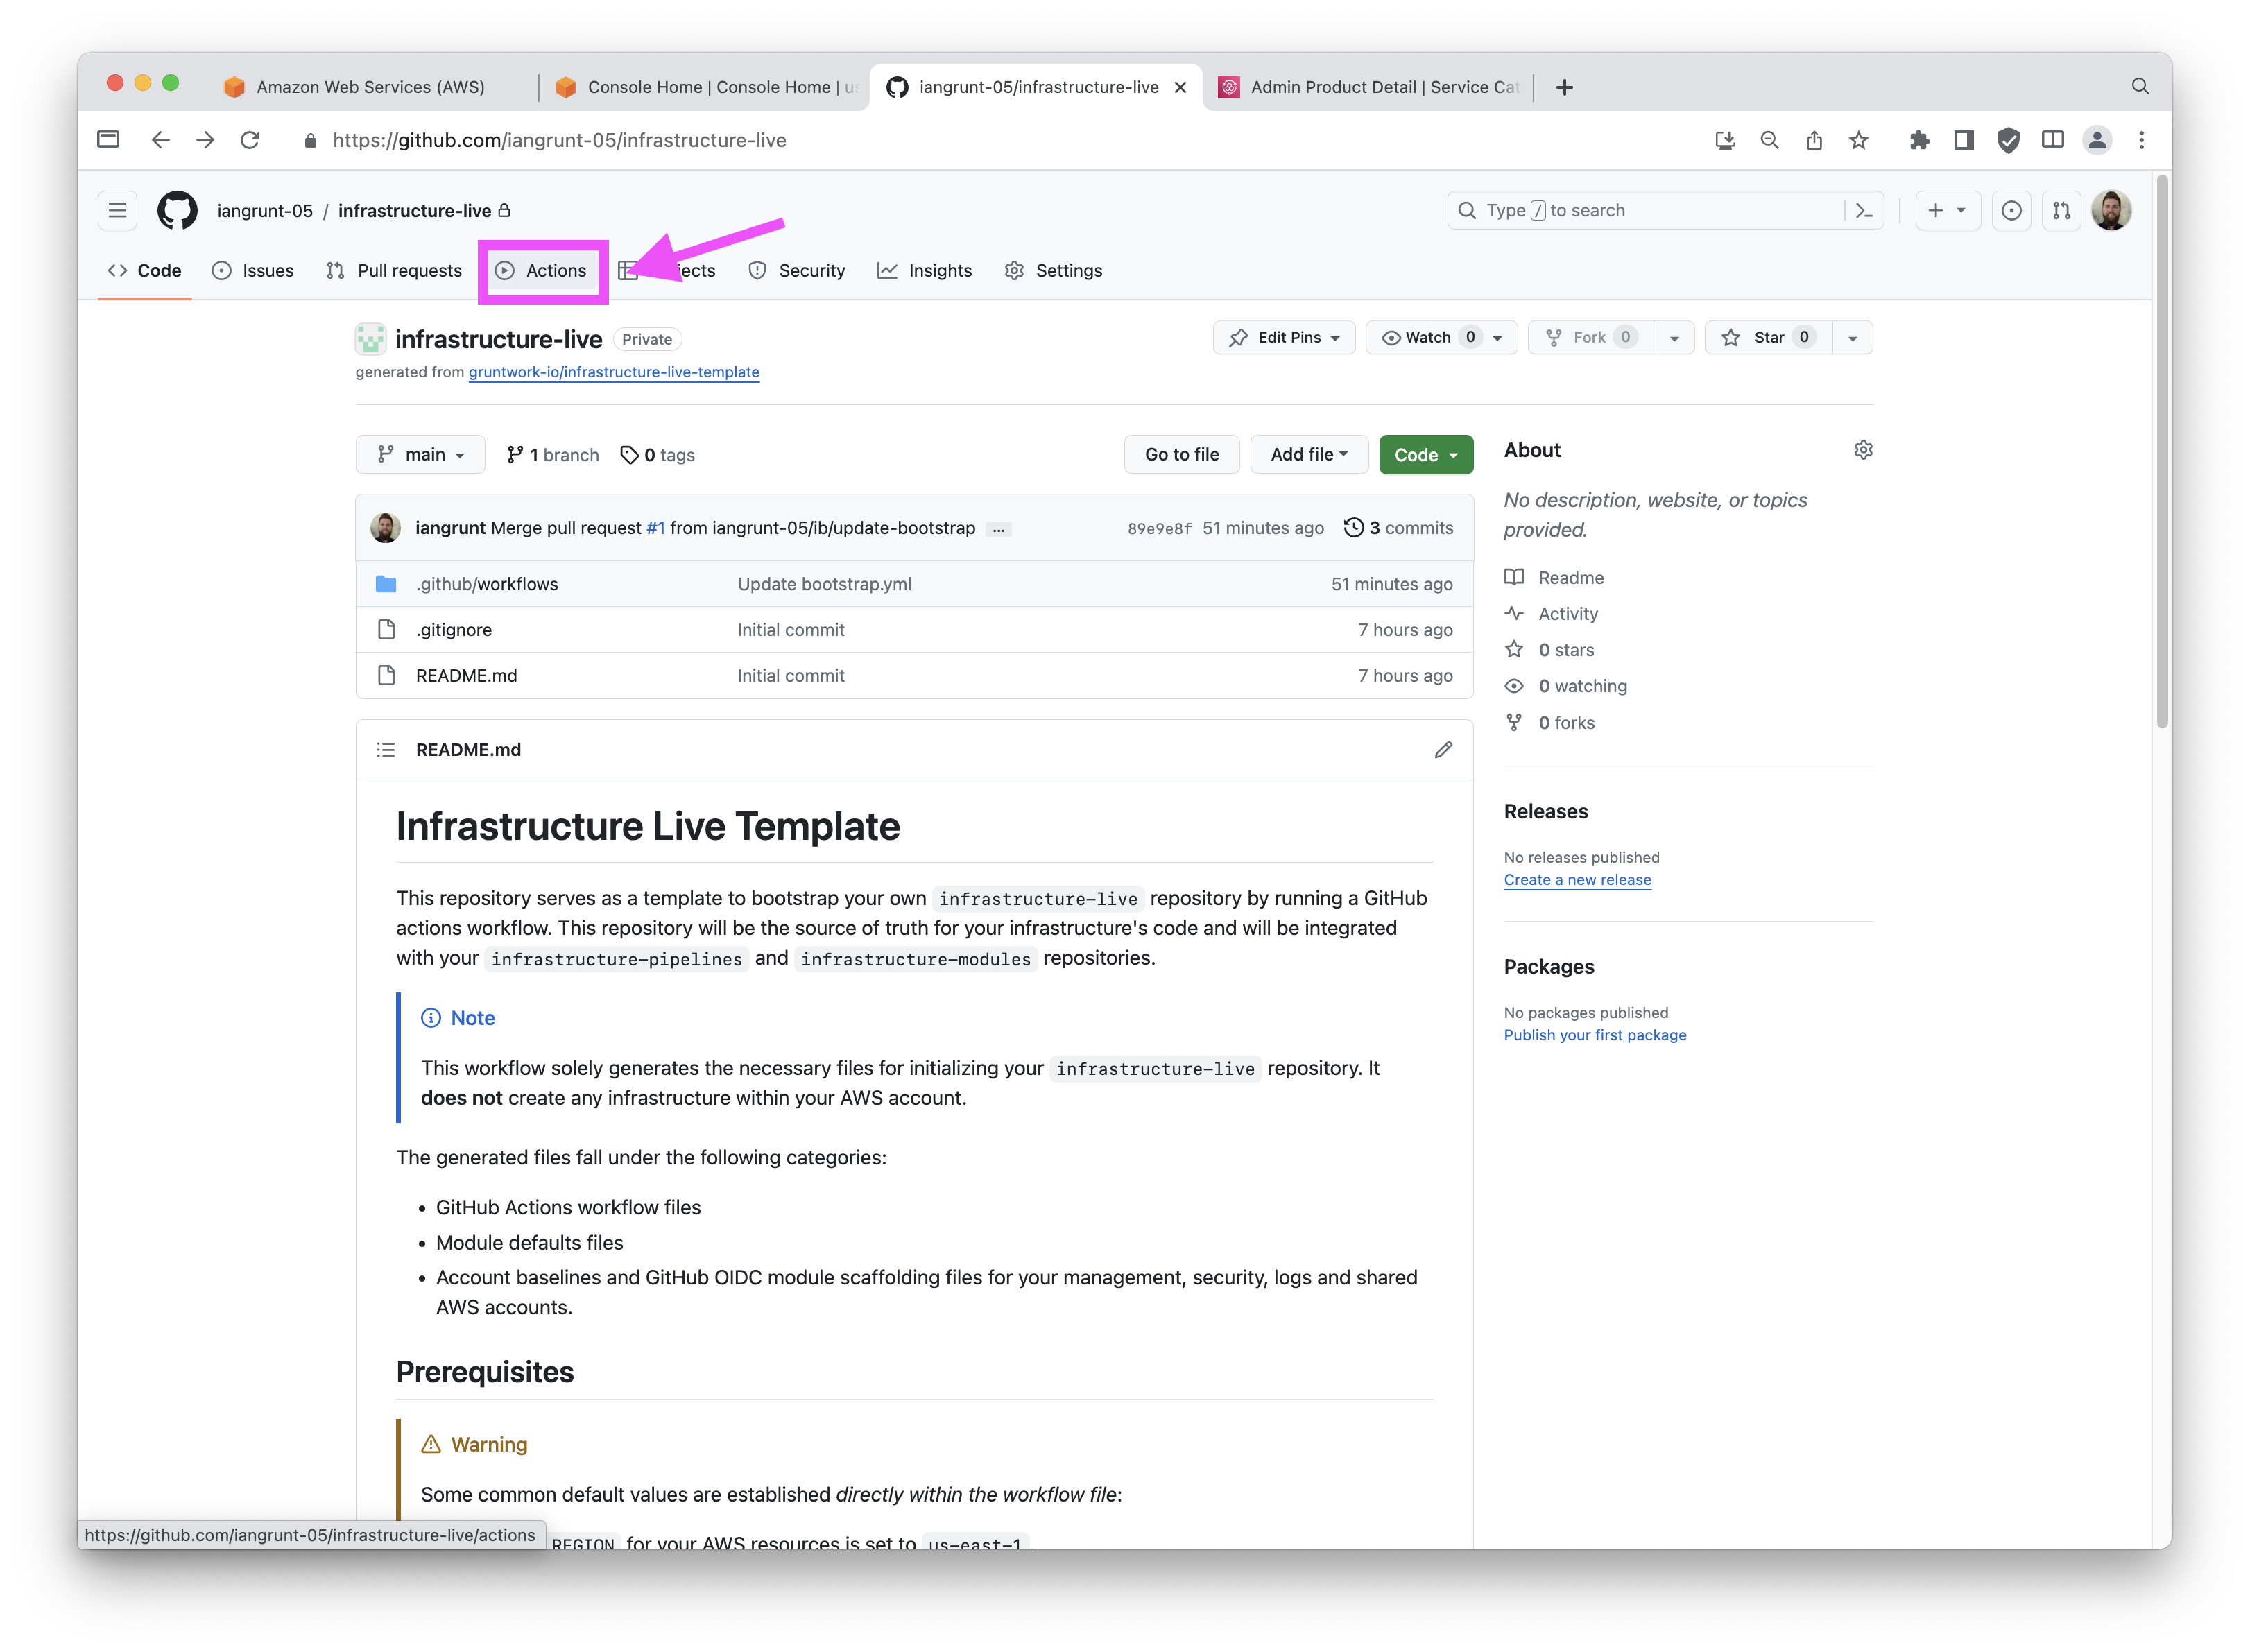 Amazon Web Services (AWS)
Console Home | Console Home | us
iangrunt-05/infrastructure-live
Admin Product Detail | Service Cat
https://github.com/iangrunt-05/infrastructure-live
iangrunt-05 / infrastructure-live
Type / to search
Code
Issues
Pull requests
Actions
Security
Insights
Settings
infrastructure-live Private
generated from gruntwork-io/infrastructure-live-template
Edit Pins
Watch 0
Fork 0
Star 0
main
1 branch
0 tags
Go to file
Add file
Code
iangrunt Merge pull request #1 from iangrunt-05/ib/update-bootstrap ...
89e9e8f 51 minutes ago
3 commits
.github/workflows Update bootstrap.yml 51 minutes ago
.gitignore Initial commit 7 hours ago
README.md Initial commit 7 hours ago
README.md
Infrastructure Live Template
This repository serves as a template to bootstrap your own infrastructure-live repository by running a GitHub
actions workflow. This repository will be the source of truth for your infrastructure's code and will be integrated
with your infrastructure-pipelines and infrastructure-modules repositories.
Note
This workflow solely generates the necessary files for initializing your infrastructure-live repository. It
does not create any infrastructure within your AWS account.
The generated files fall under the following categories:
• GitHub Actions workflow files
• Module defaults files
• Account baselines and GitHub OIDC module scaffolding files for your management, security, logs and shared
AWS accounts.
Prerequisites
Warning
Some common default values are established directly within the workflow file:
REGION for your AWS resources is set to us-east-1.
About
No description, website, or topics
provided.
Readme
Activity
0 stars
0 watching
0 forks
Releases
No releases published
Create a new release
Packages
No packages published
Publish your first package
https://github.com/iangrunt-05/infrastructure-live/actions